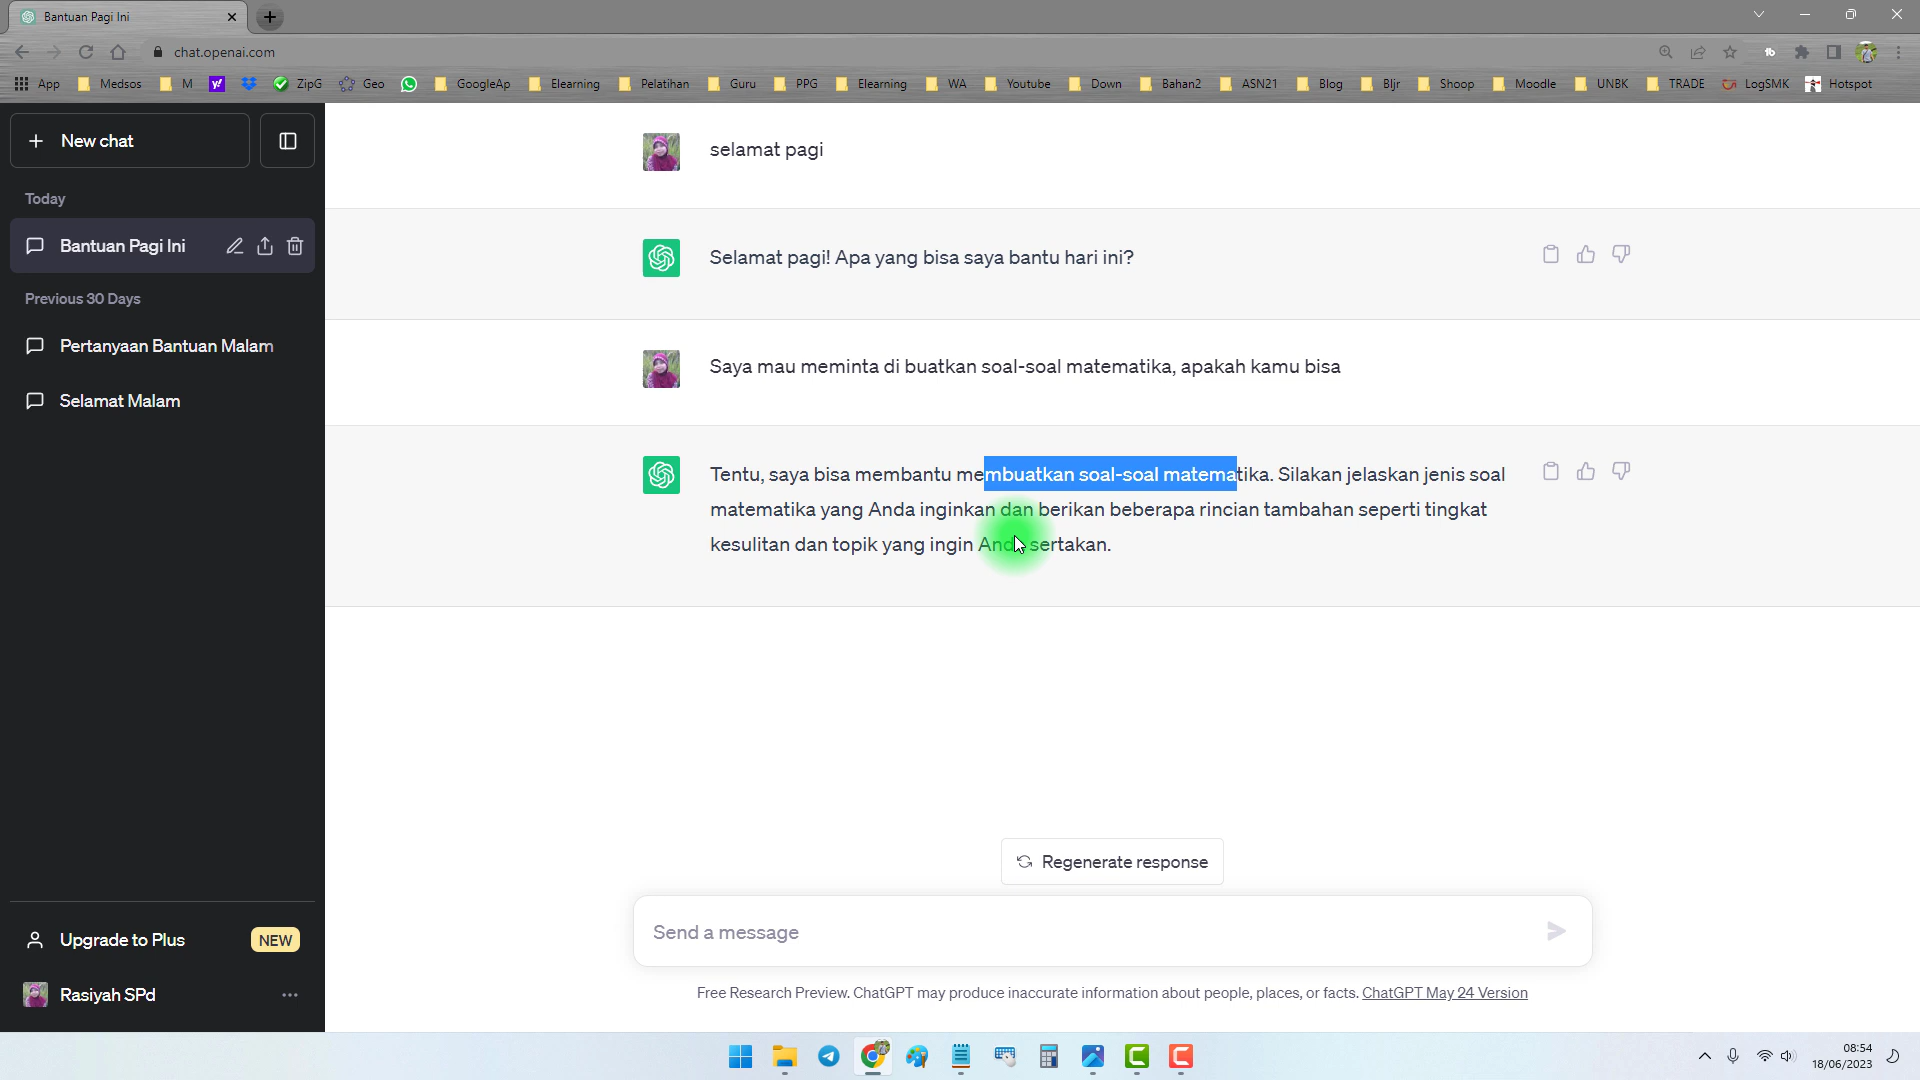 Bantuan Pagi Ini
chat.openai.com
App Medsos M ZipG Geo GoogleAp Elearning Pelatihan Guru PPG Elearning WA Youtube Down Bahan2 ASN21 Blog Bljr Shoop Moodle UNBK TRADE LogSMK Hotspot
New chat
Today
Bantuan Pagi Ini
Previous 30 Days
Pertanyaan Bantuan Malam
Selamat Malam
Upgrade to Plus NEW
Rasiyah SPd
selamat pagi
Selamat pagi! Apa yang bisa saya bantu hari ini?
Saya mau meminta di buatkan soal-soal matematika, apakah kamu bisa
Tentu, saya bisa membantu membuatkan soal-soal matematika. Silakan jelaskan jenis soal
matematika yang Anda inginkan dan berikan beberapa rincian tambahan seperti tingkat
kesulitan dan topik yang ingin Anda sertakan.
Regenerate response
Send a message
Free Research Preview. ChatGPT may produce inaccurate information about people, places, or facts. ChatGPT May 24 Version
08:54
18/06/2023